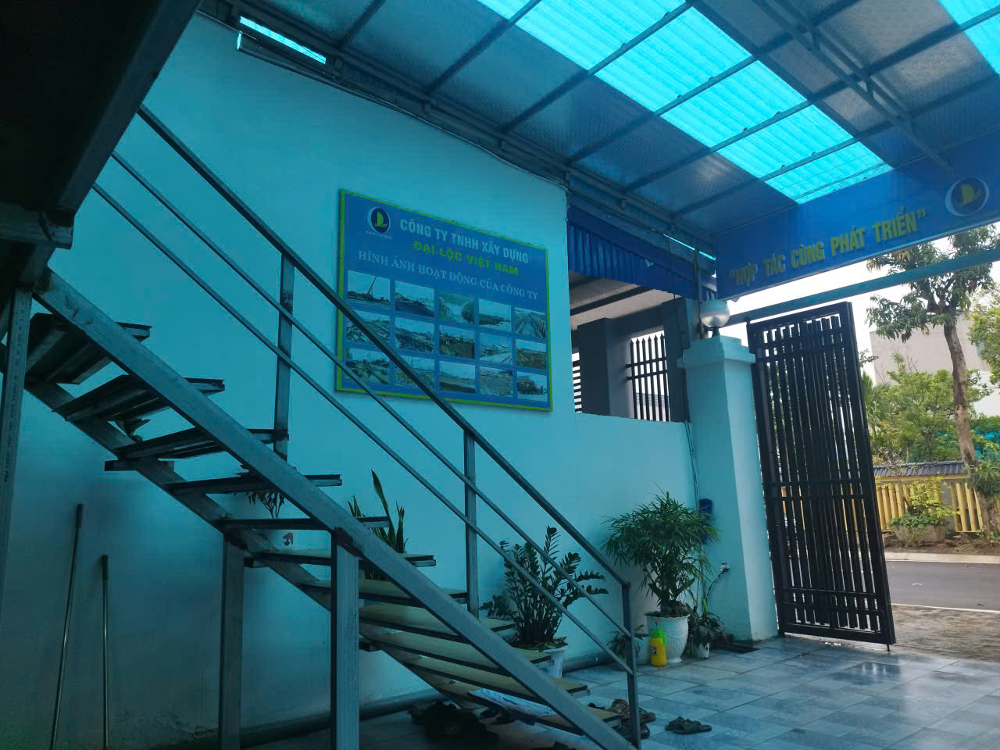 CÔNG TY TNHH XÂY DỰNG
ĐẠI LỘC VIỆT NAM
HÌNH ẢNH HOẠT ĐỘNG CỦA CÔNG TY
"HỢP TÁC CÙNG PHÁT TRIỂN"